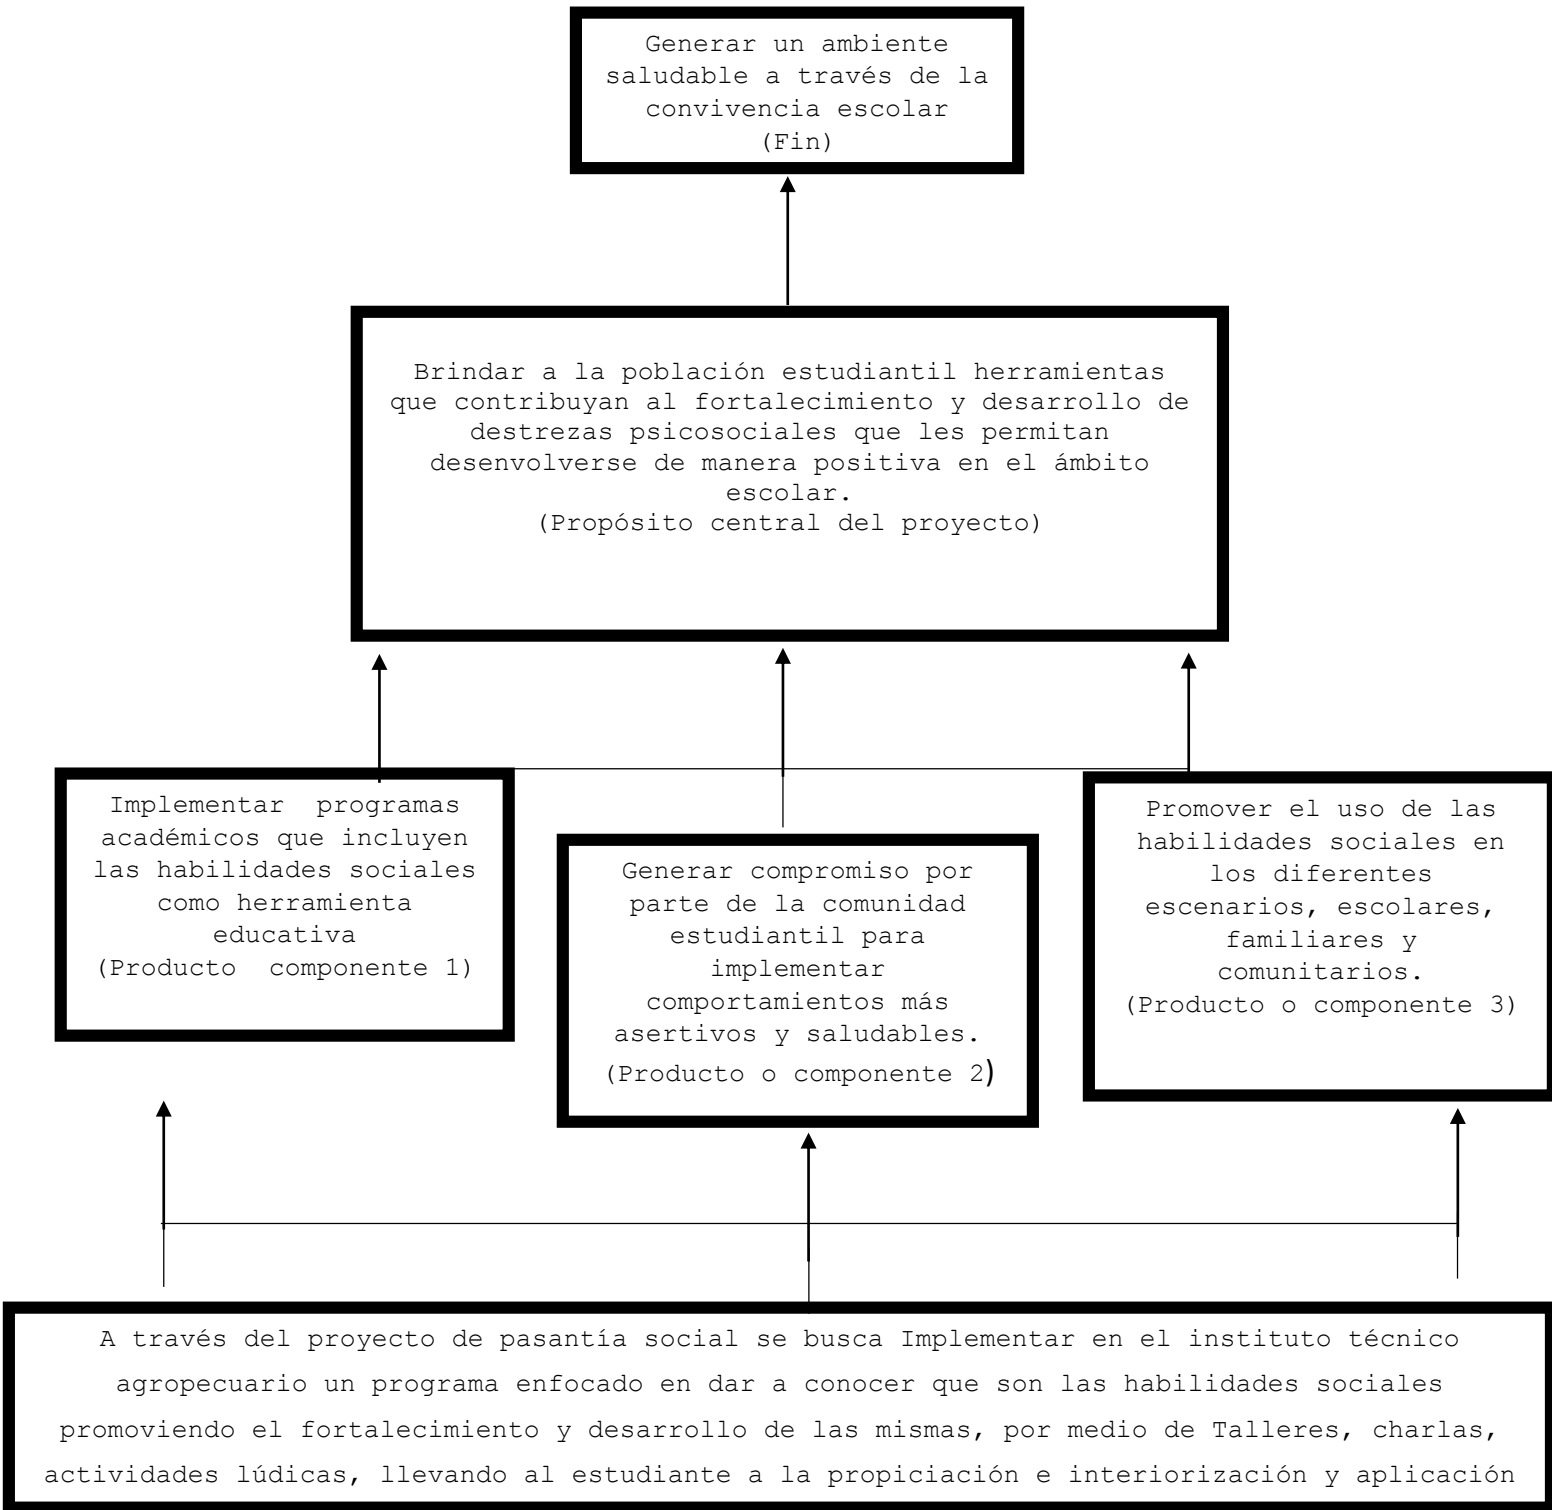 Generar un ambiente
saludable a través de la
convivencia escolar
(Fin)
Brindar a la población estudiantil herramientas
que contribuyan al fortalecimiento y desarrollo de
destrezas psicosociales que les permitan
desenvolverse de manera positiva en el ámbito
escolar.
(Propósito central del proyecto)
Implementar programas
académicos que incluyen
las habilidades sociales
como herramienta
educativa
(Producto componente 1)
Generar compromiso por
parte de la comunidad
estudiantil para
implementar
comportamientos más
asertivos y saludables.
(Producto o componente 2)
Promover el uso de las
habilidades sociales en
los diferentes
escenarios, escolares,
familiares y
comunitarios.
(Producto o componente 3)
A través del proyecto de pasantía social se busca Implementar en el instituto técnico
agropecuario un programa enfocado en dar a conocer que son las habilidades sociales
promoviendo el fortalecimiento y desarrollo de las mismas, por medio de Talleres, charlas,
actividades lúdicas, llevando al estudiante a la propiciación e interiorización y aplicación